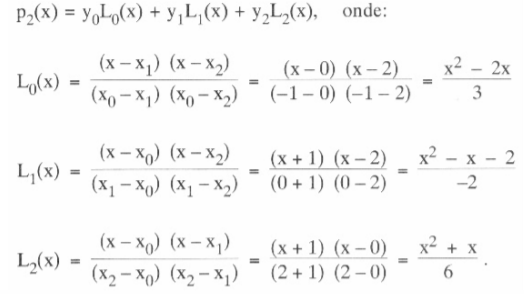 p₂(x) = y₀L₀(x) + y₁L₁(x) + y₂L₂(x), onde:
L₀(x) = (x – x₁) (x – x₂) / (x₀ – x₁) (x₀ – x₂) = (x – 0) (x – 2) / (–1 – 0) (–1 – 2) = x² – 2x / 3
L₁(x) = (x – x₀) (x – x₂) / (x₁ – x₀) (x₁ – x₂) = (x + 1) (x – 2) / (0 + 1) (0 – 2) = x² – x – 2 / –2
L₂(x) = (x – x₀) (x – x₁) / (x₂ – x₀) (x₂ – x₁) = (x + 1) (x – 0) / (2 + 1) (2 – 0) = x² + x / 6 .